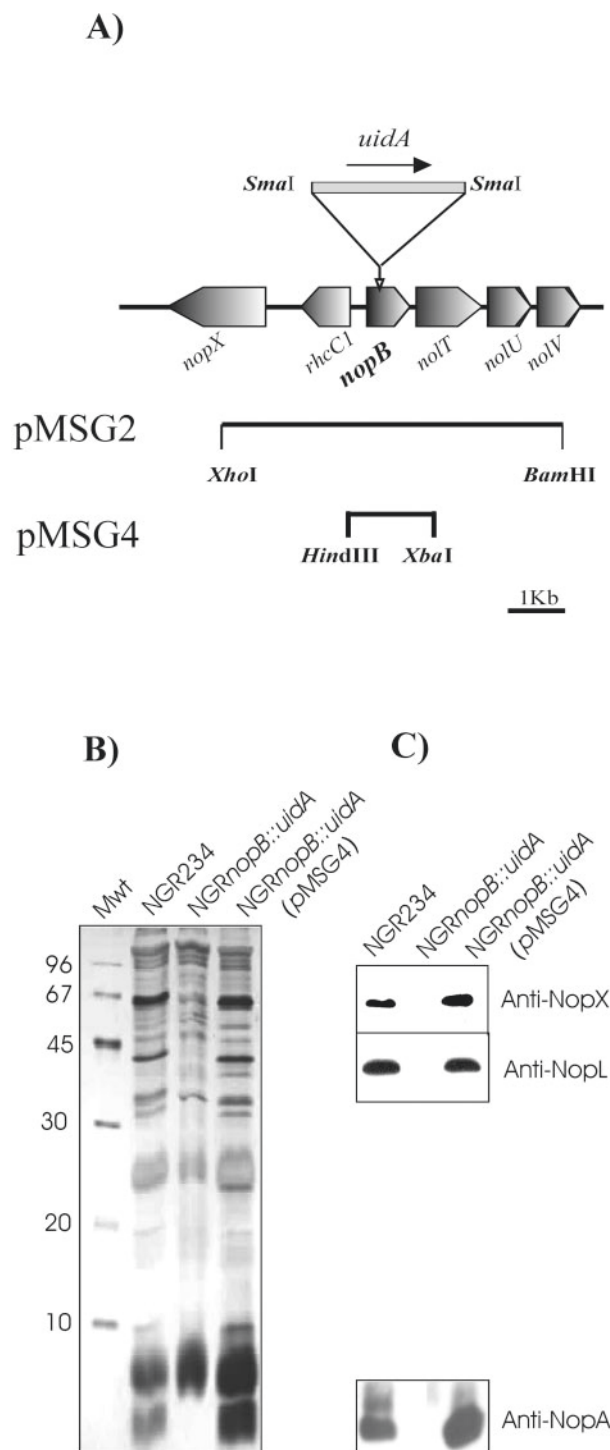 A)
uidA
SmaI SmaI
nopX rhcC1 nopB nolT nolU nolV
pMSG2
XhoI BamHI
pMSG4
HindIII XbaI
1Kb
B)
Mwt NGR234 NGRnopB::uidA NGRnopB::uidA (pMSG4)
96
67
45
30
20
10
C)
NGR234 NGRnopB::uidA NGRnopB::uidA (pMSG4)
Anti-NopX
Anti-NopL
Anti-NopA